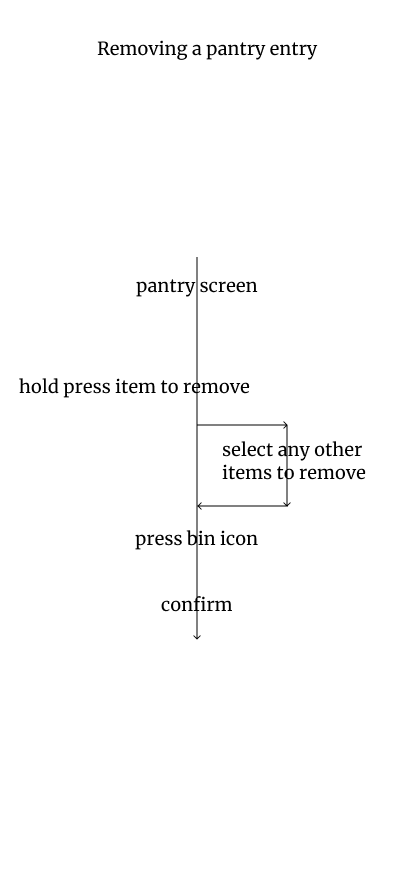 Removing a pantry entry
pantry screen
hold press item to remove
select any other
items to remove
press bin icon
confirm